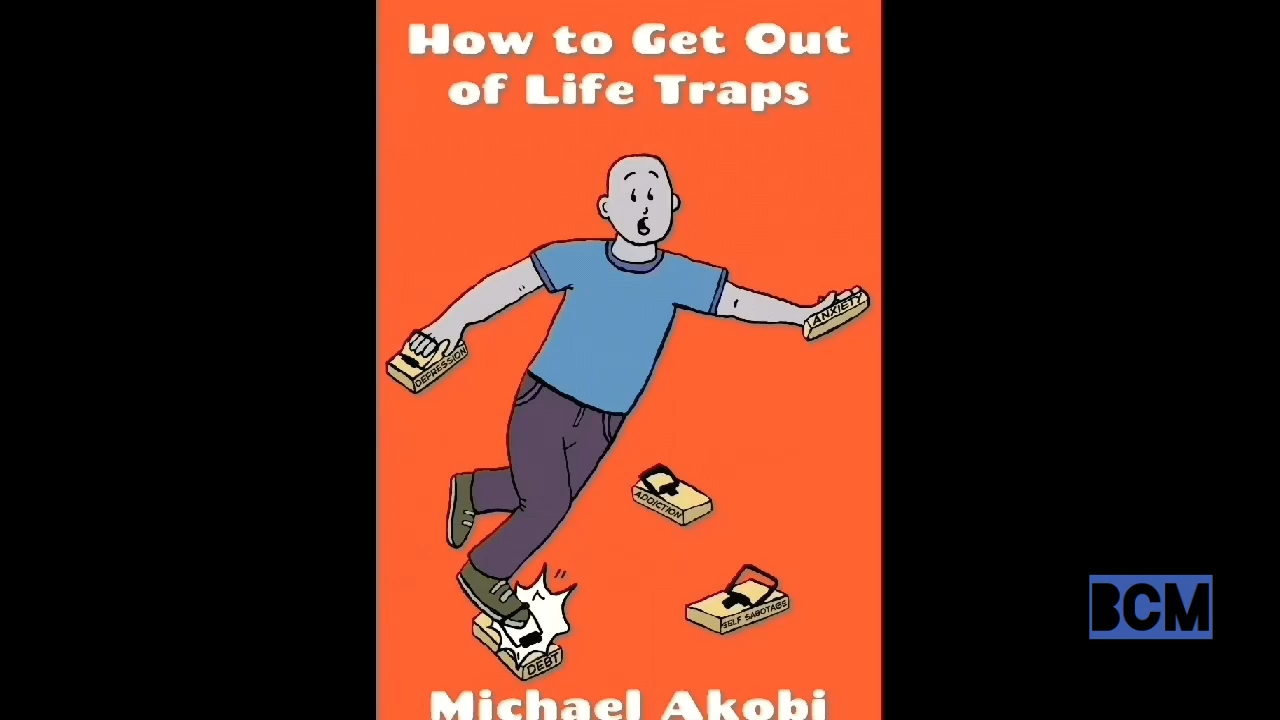 How to Get Out
of Life Traps
ANXIETY
DEPRESSION
ADDICTION
SELF SABOTAGE
DEBT
BCM
Michael Akobi